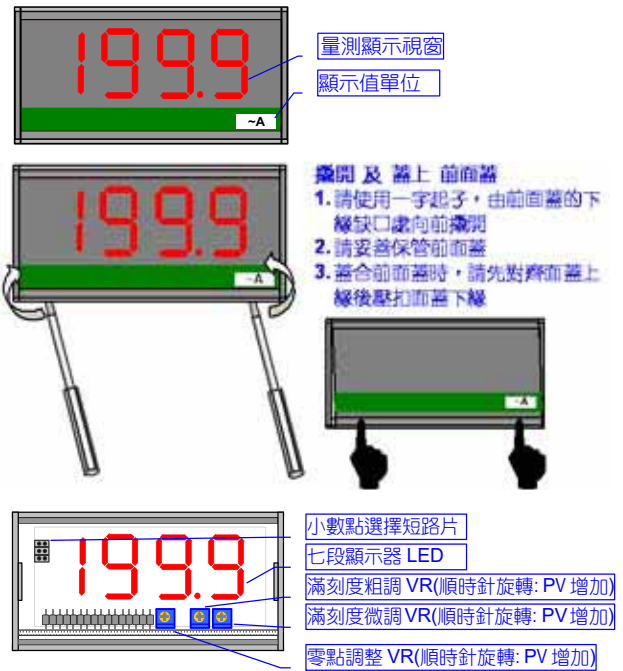 199.9
量測顯示視窗
顯示值單位
~A
199.9
~A
撬開 及 蓋上 前面蓋
1.請使用一字起子,由前面蓋的下
緣缺口處向前撬開
2.請妥善保管前面蓋
3.蓋合前面蓋時,請先對齊面蓋上
緣後壓扣面蓋下緣
~A
199.9
小數點選擇短路片
七段顯示器 LED
滿刻度粗調 VR(順時針旋轉: PV 增加)
滿刻度微調 VR(順時針旋轉: PV 增加)
零點調整 VR(順時針旋轉: PV 增加)